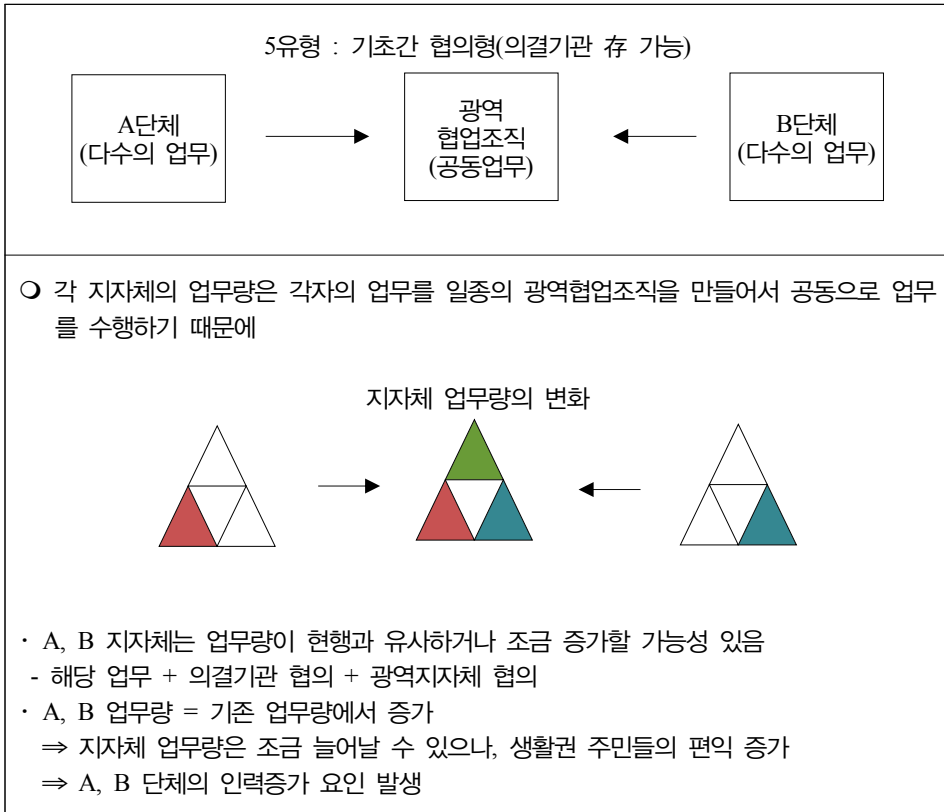 5유형 : 기초간 협의형(의결기관 存 가능)
A단체
(다수의 업무)
광역
협업조직
(공동업무)
B단체
(다수의 업무)
❍ 각 지자체의 업무량은 각자의 업무를 일종의 광역협업조직을 만들어서 공동으로 업무
를 수행하기 때문에
지자체 업무량의 변화
· A, B 지자체는 업무량이 현행과 유사하거나 조금 증가할 가능성 있음
- 해당 업무 + 의결기관 협의 + 광역지자체 협의
· A, B 업무량 = 기존 업무량에서 증가
⇒ 지자체 업무량은 조금 늘어날 수 있으나, 생활권 주민들의 편익 증가
⇒ A, B 단체의 인력증가 요인 발생